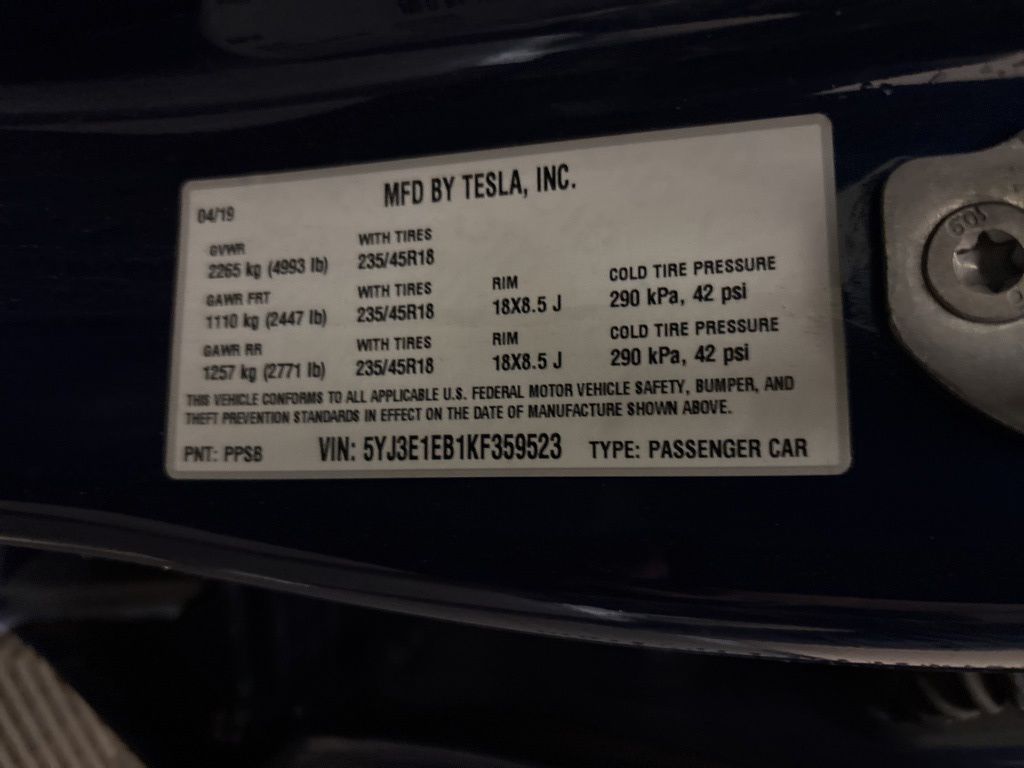 MFD BY TESLA, INC.
04/19
GVWR WITH TIRES
2265 kg (4993 lb) 235/45R18
GAWR FRT WITH TIRES RIM COLD TIRE PRESSURE
1110 kg (2447 lb) 235/45R18 18X8.5 J 290 kPa, 42 psi
GAWR RR WITH TIRES RIM COLD TIRE PRESSURE
1257 kg (2771 lb) 235/45R18 18X8.5 J 290 kPa, 42 psi
THIS VEHICLE CONFORMS TO ALL APPLICABLE U.S. FEDERAL MOTOR VEHICLE SAFETY, BUMPER, AND
THEFT PREVENTION STANDARDS IN EFFECT ON THE DATE OF MANUFACTURE SHOWN ABOVE.
PNT: PPSB VIN: 5YJ3E1EB1KF359523 TYPE: PASSENGER CAR